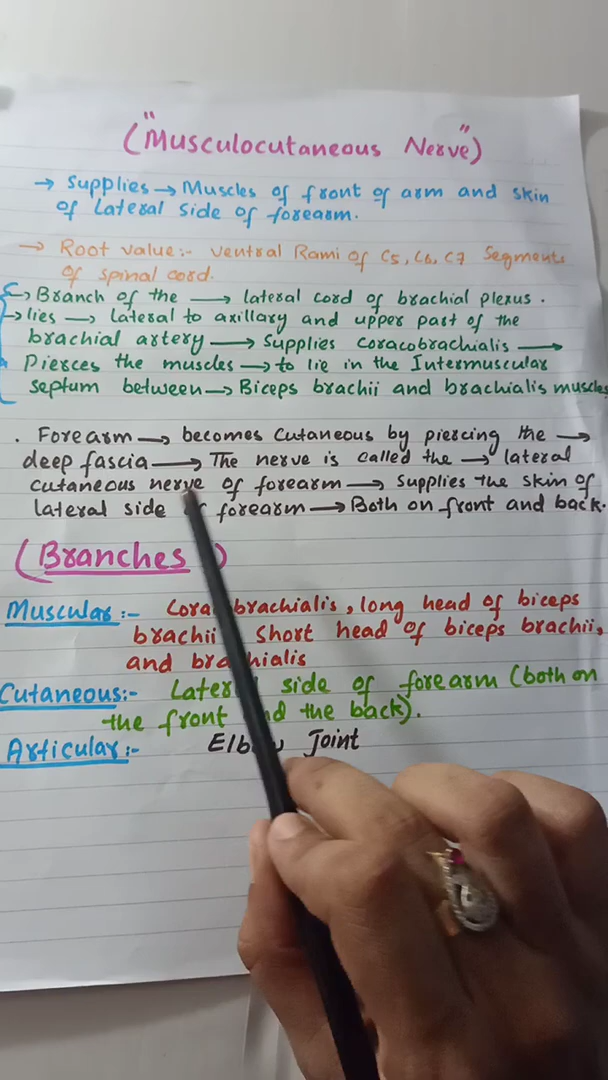 ("Musculocutaneous Nerve")
→ Supplies → Muscles of front of arm and skin
of Lateral side of forearm.
→ Root value:- ventral Rami of C5, C6, C7 Segments
of spinal cord.
→ Branch of the → lateral cord of brachial plexus.
→ lies → Lateral to axillary and upper part of the
brachial artery → Supplies coracobrachialis →
Pierces the muscles → to lie in the Intermuscular
septum between → Biceps brachii and brachialis muscles
. Forearm → becomes cutaneous by piercing the →
deep fascia → The nerve is called the → lateral
cutaneous nerve of forearm → supplies the skin of
lateral side of forearm → Both on front and back.
(Branches)
Muscular:- Coracobrachialis, long head of biceps
brachii short head of biceps brachii,
and brachialis
Cutaneous:- Lateral side of forearm (both on
the front and the back).
Articular:- Elbow Joint